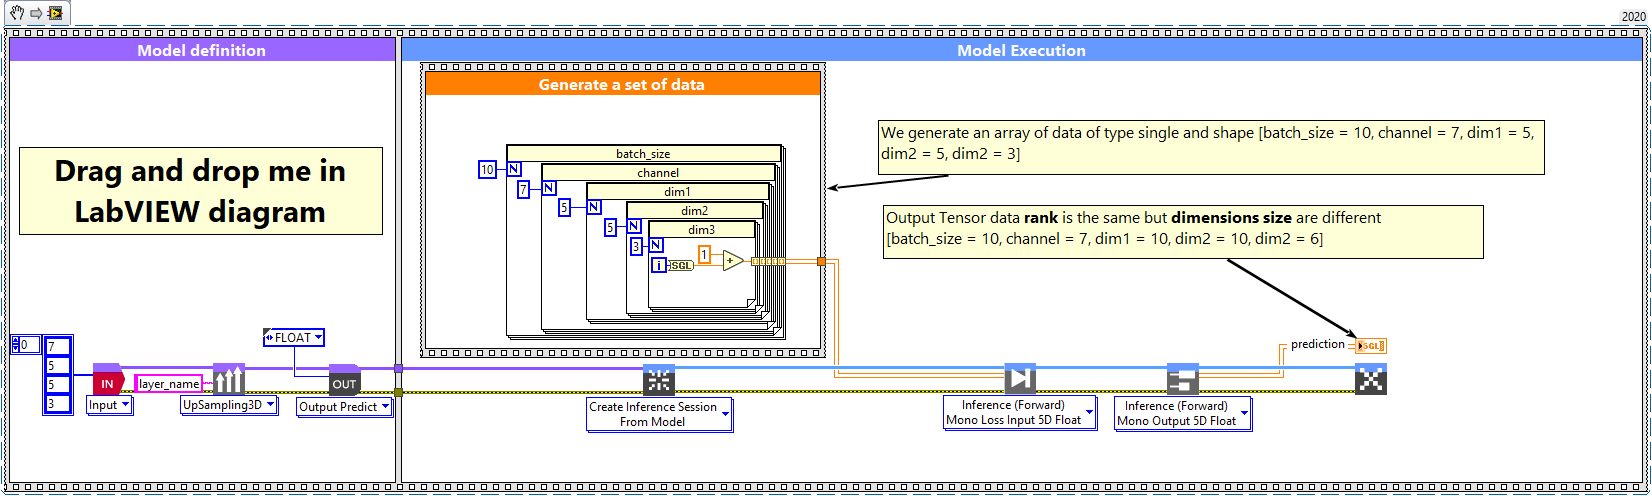 2020
Model definition
Model Execution
Generate a set of data
Drag and drop me in
LabVIEW diagram
batch_size
10
N
channel
7
N
dim1
5
N
dim2
5
N
dim3
3
N
i
SGL
1
+
We generate an array of data of type single and shape [batch_size = 10, channel = 7, dim1 = 5,
dim2 = 5, dim2 = 3]
Output Tensor data rank is the same but dimensions size are different
[batch_size = 10, channel = 7, dim1 = 10, dim2 = 10, dim2 = 6]
0
7
5
5
3
IN
Input
layer_name
UpSampling3D
FLOAT
OUT
Output Predict
Create Inference Session
From Model
Inference (Forward)
Mono Loss Input 5D Float
Inference (Forward)
Mono Output 5D Float
prediction
SGL